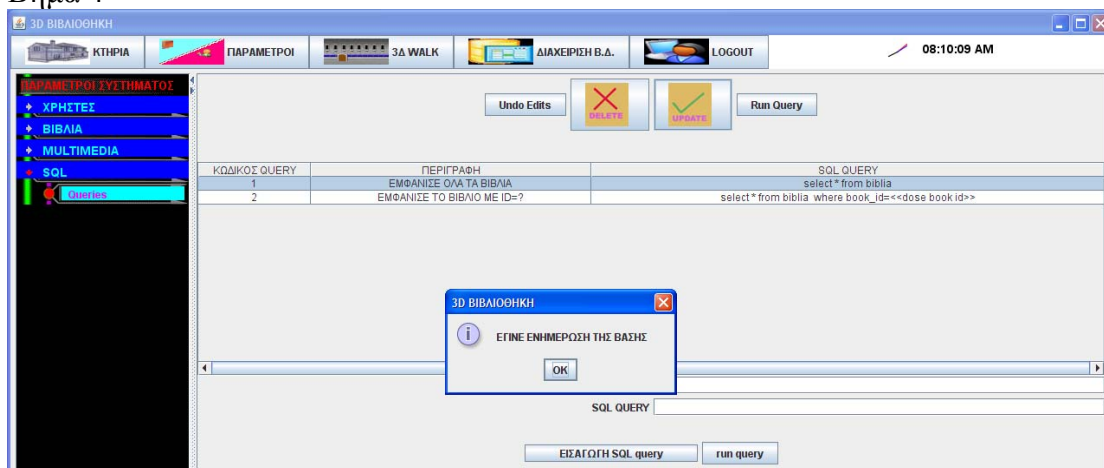 3D ΒΙΒΛΙΟΘΗΚΗ
ΚΤΗΡΙΑ ΠΑΡΑΜΕΤΡΟΙ 3Δ WALK ΔΙΑΧΕΙΡΙΣΗ Β.Δ. LOGOUT 08:10:09 AM
ΠΑΡΑΜΕΤΡΟΙ ΣΥΣΤΗΜΑΤΟΣ
ΧΡΗΣΤΕΣ
ΒΙΒΛΙΑ
MULTIMEDIA
SQL
Queries
Undo Edits DELETE UPDATE Run Query
ΚΩΔΙΚΟΣ QUERY ΠΕΡΙΓΡΑΦΗ SQL QUERY
1 ΕΜΦΑΝΙΣΕ ΟΛΑ ΤΑ ΒΙΒΛΙΑ select * from biblia
2 ΕΜΦΑΝΙΣΕ ΤΟ ΒΙΒΛΙΟ ΜΕ ID=? select * from biblia where book_id=<<dose book id>>
3D ΒΙΒΛΙΟΘΗΚΗ
ΕΓΙΝΕ ΕΝΗΜΕΡΩΣΗ ΤΗΣ ΒΑΣΗΣ
OK
SQL QUERY
ΕΙΣΑΓΩΓΗ SQL query run query